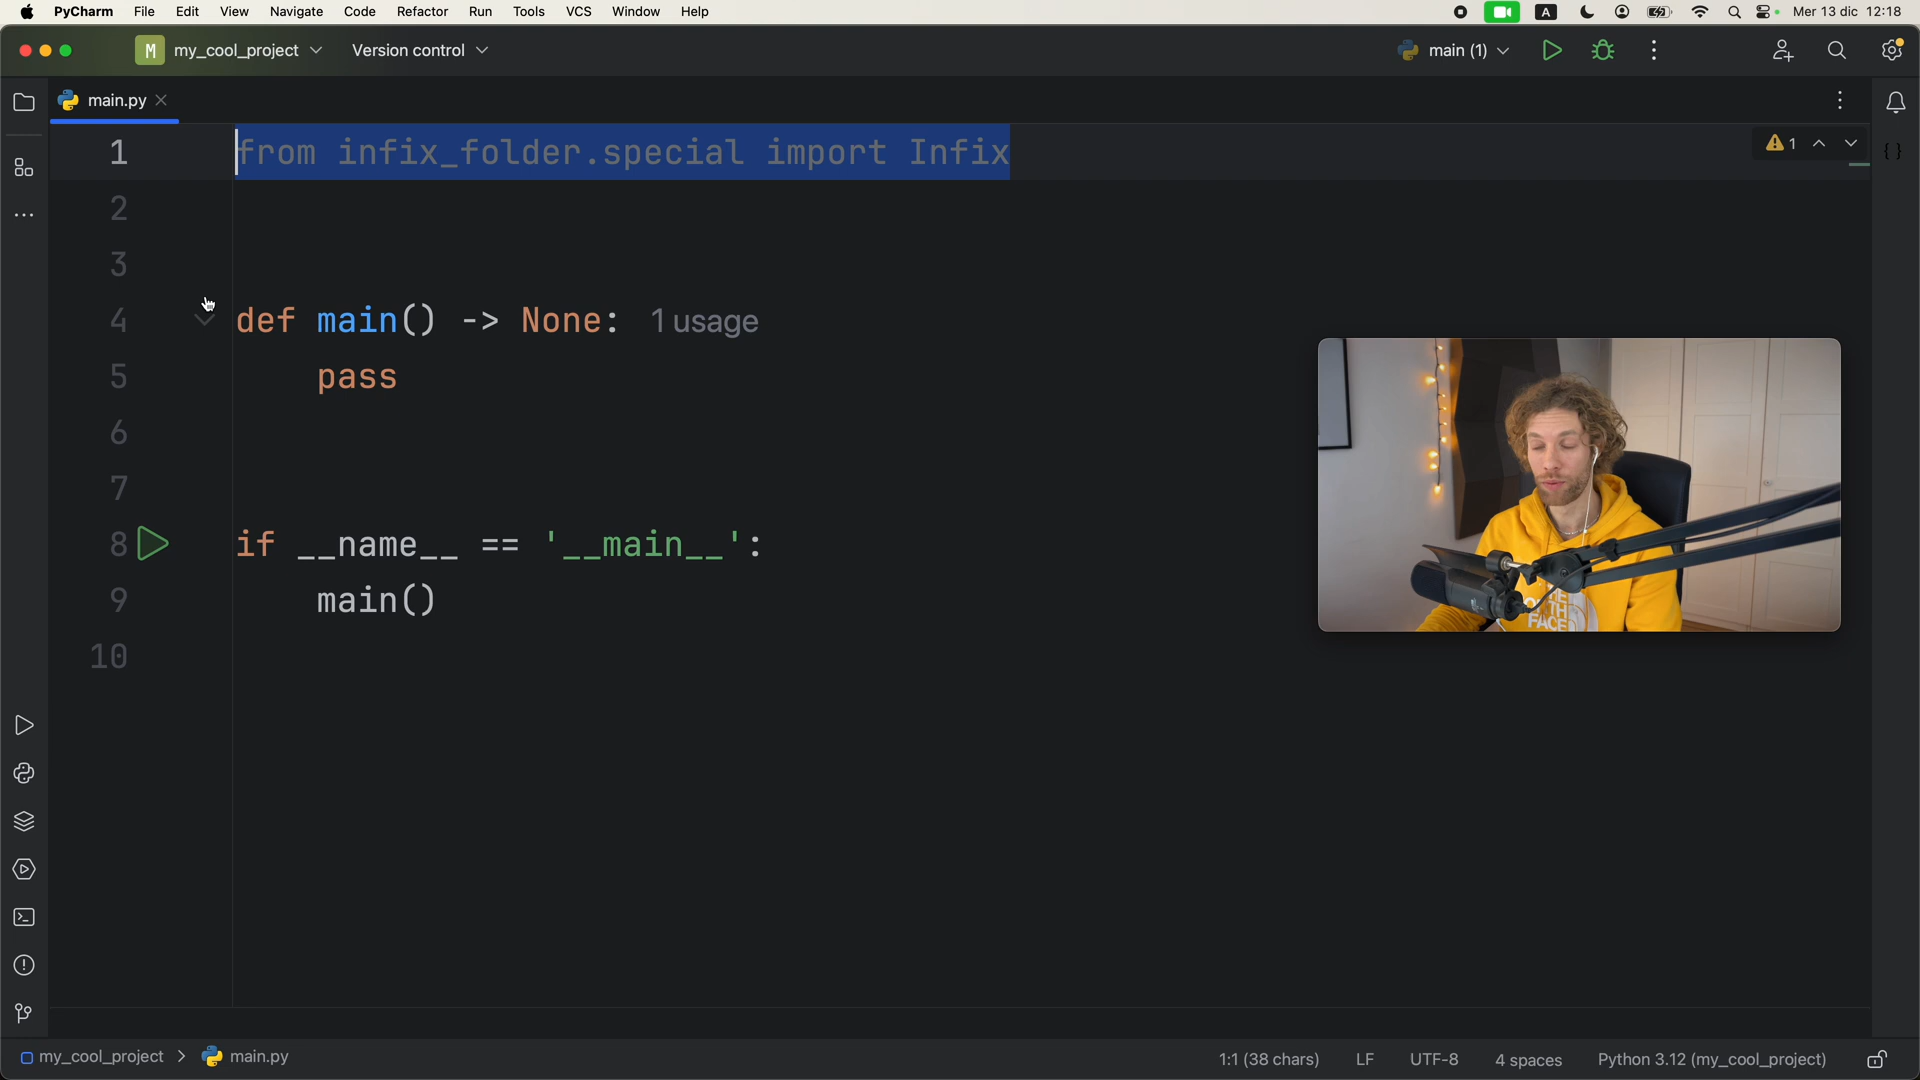 PyCharm File Edit View Navigate Code Refactor Run Tools VCS Window Help A Mer 13 dic 12:18
M my_cool_project Version control main (1)
main.py
1 from infix_folder.special import Infix 1
2
3
4 def main() -> None: 1 usage
5 pass
6
7
8 if __name__ == '__main__':
9 main()
10
THE
FACE
my_cool_project > main.py 1:1 (38 chars) LF UTF-8 4 spaces Python 3.12 (my_cool_project)